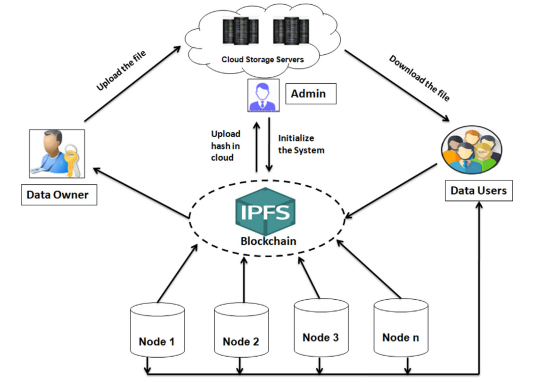 Cloud Storage Servers
Upload the file
Download the file
Admin
Upload
hash in
cloud
Initialize
the System
Data Owner
Data Users
IPFS
Blockchain
Node 1
Node 2
Node 3
Node n